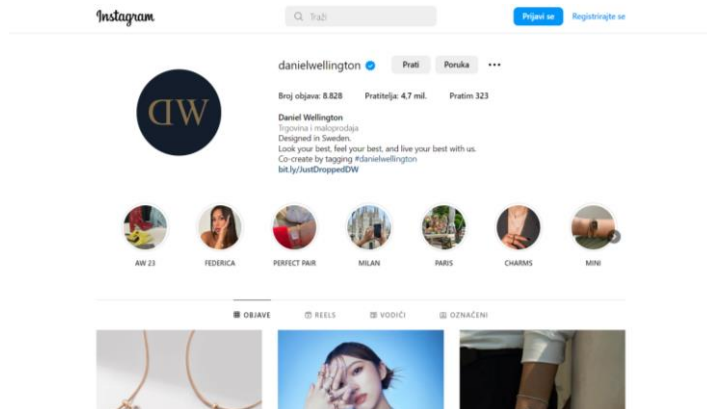 Instagram
Traži
Prijavi se
Registrirajte se
danielwellington
Prati
Poruka
Broj objava: 8.828 Pratitelja: 4,7 mil. Pratim 323
Daniel Wellington
Trgovina i maloprodaja
Designed in Sweden.
Look your best, feel your best, and live your best with us.
Co-create by tagging #danielwellington
bit.ly/JustDroppedDW
DW
AW 23
FEDERICA
PERFECT PAIR
MILAN
PARIS
CHARMS
MINI
OBJAVE
REELS
VODIČI
OZNAČENI